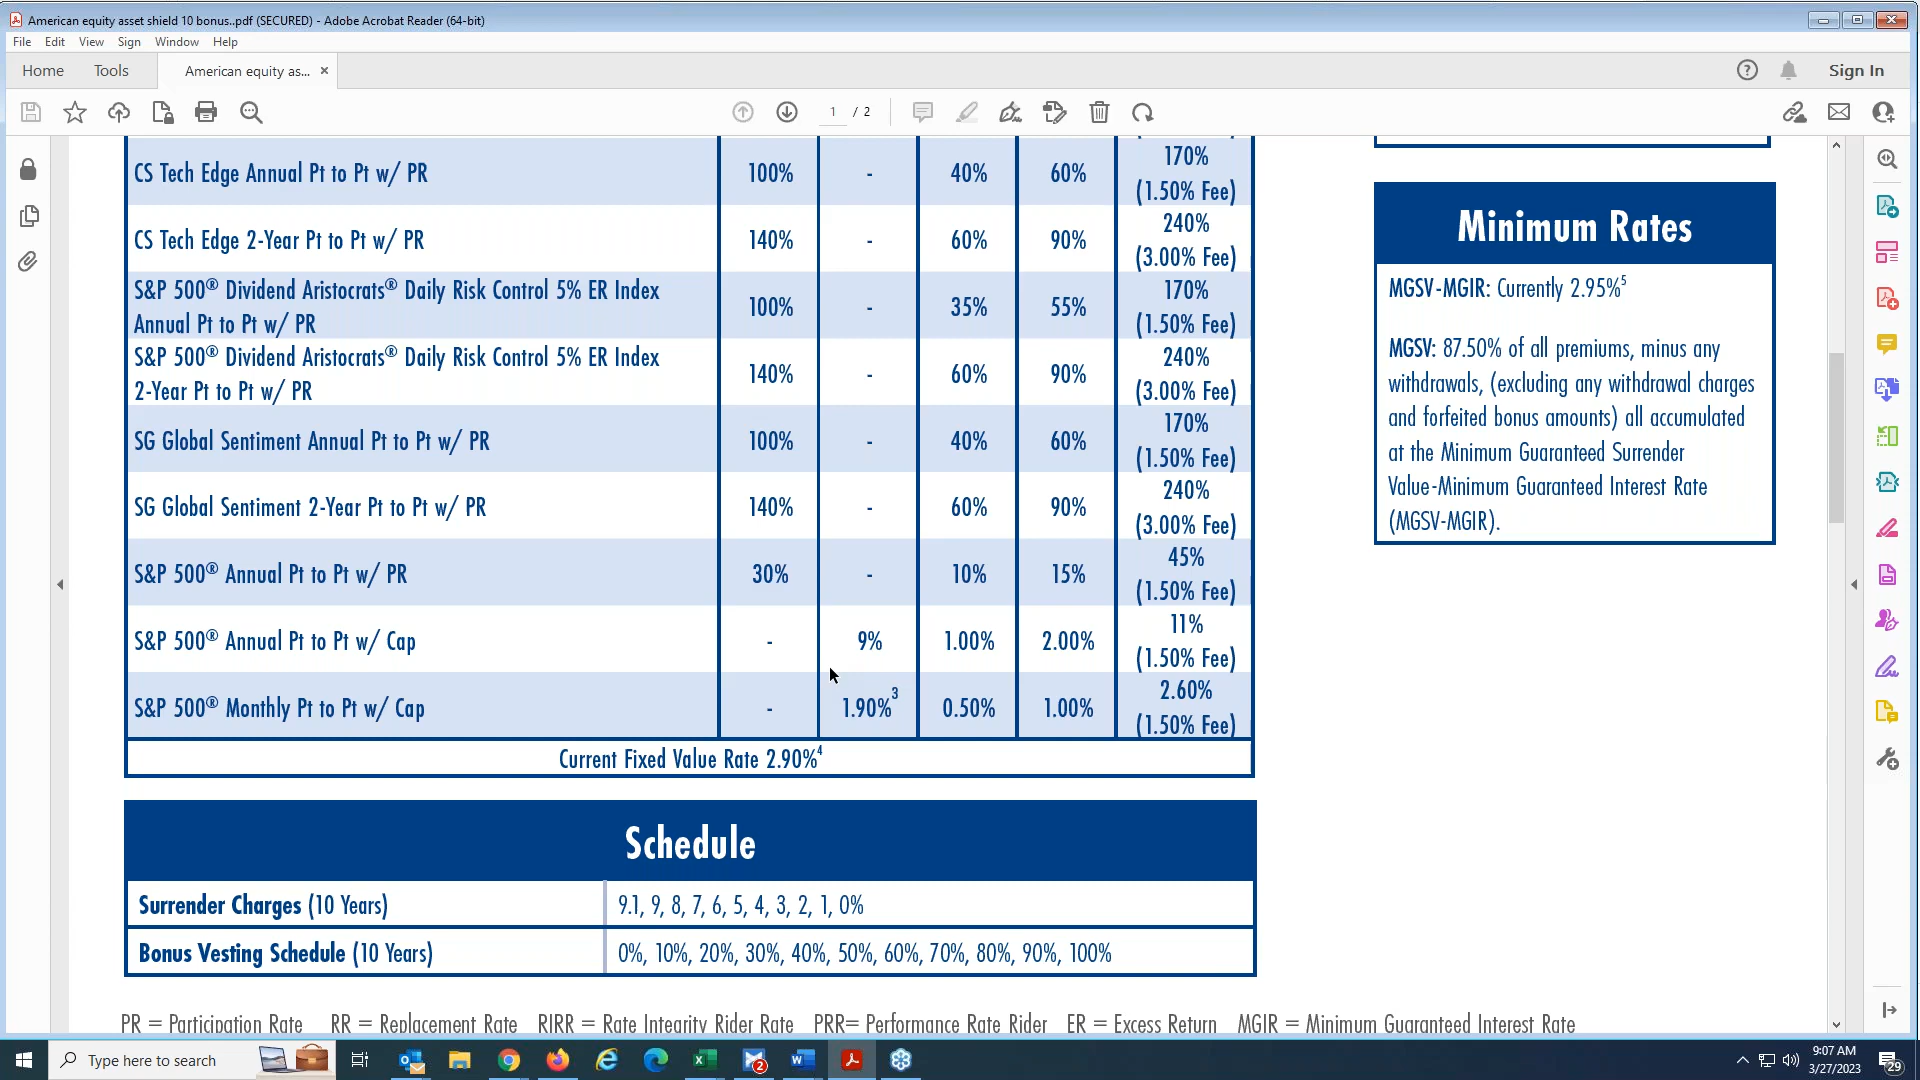 American equity asset shield 10 bonus..pdf (SECURED) - Adobe Acrobat Reader (64-bit)
File Edit View Sign Window Help
Home Tools American equity as... × Sign In
1 / 2
CS Tech Edge Annual Pt to Pt w/ PR 100% - 40% 60% 170% (1.50% Fee)
CS Tech Edge 2-Year Pt to Pt w/ PR 140% - 60% 90% 240% (3.00% Fee)
S&P 500® Dividend Aristocrats® Daily Risk Control 5% ER Index
Annual Pt to Pt w/ PR 100% - 35% 55% 170% (1.50% Fee)
S&P 500® Dividend Aristocrats® Daily Risk Control 5% ER Index
2-Year Pt to Pt w/ PR 140% - 60% 90% 240% (3.00% Fee)
SG Global Sentiment Annual Pt to Pt w/ PR 100% - 40% 60% 170% (1.50% Fee)
SG Global Sentiment 2-Year Pt to Pt w/ PR 140% - 60% 90% 240% (3.00% Fee)
S&P 500® Annual Pt to Pt w/ PR 30% - 10% 15% 45% (1.50% Fee)
S&P 500® Annual Pt to Pt w/ Cap - 9% 1.00% 2.00% 11% (1.50% Fee)
S&P 500® Monthly Pt to Pt w/ Cap - 1.90%3 0.50% 1.00% 2.60% (1.50% Fee)
Current Fixed Value Rate 2.90%4
Minimum Rates
MGSV-MGIR: Currently 2.95%5
MGSV: 87.50% of all premiums, minus any
withdrawals, (excluding any withdrawal charges
and forfeited bonus amounts) all accumulated
at the Minimum Guaranteed Surrender
Value-Minimum Guaranteed Interest Rate
(MGSV-MGIR).
Schedule
Surrender Charges (10 Years) 9.1, 9, 8, 7, 6, 5, 4, 3, 2, 1, 0%
Bonus Vesting Schedule (10 Years) 0%, 10%, 20%, 30%, 40%, 50%, 60%, 70%, 80%, 90%, 100%
PR = Participation Rate RR = Replacement Rate RIRR = Rate Integrity Rider Rate PRR= Performance Rate Rider ER = Excess Return MGIR = Minimum Guaranteed Interest Rate
Type here to search
2
9:07 AM
3/27/2023
29